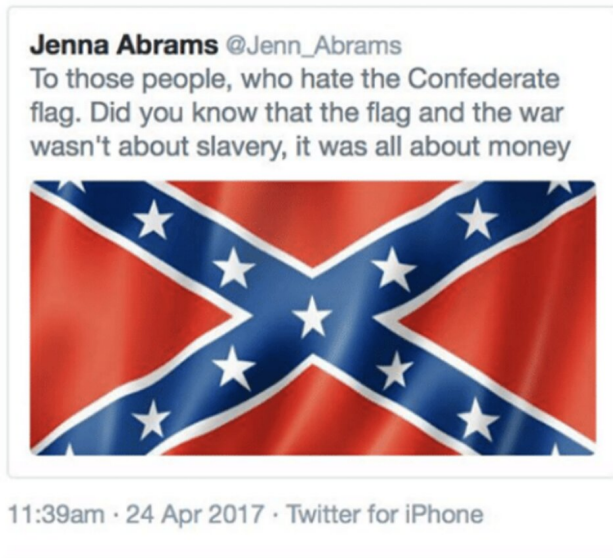 Jenna Abrams @Jenn_Abrams
To those people, who hate the Confederate
flag. Did you know that the flag and the war
wasn't about slavery, it was all about money
11:39am · 24 Apr 2017 · Twitter for iPhone